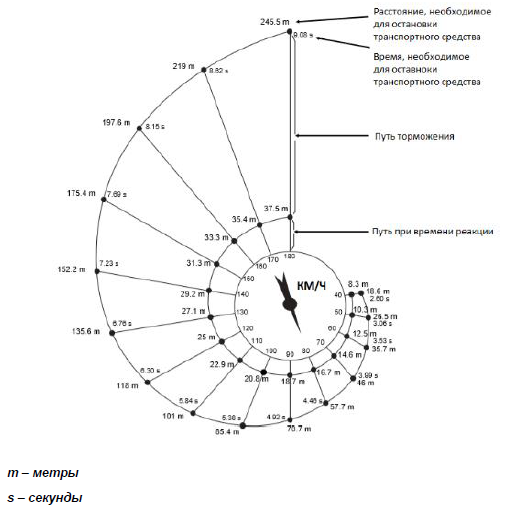 245.5 m
Расстояние, необходимое
для остановки
транспортного средства
9.08 s
Время, необходимое
для оставноки
транспортного средства
219 m
8.62 s
197.6 m
8.15 s
Путь торможения
175.4 m
7.69 s
37.5 m
35.4 m
33.3 m
Путь при времени реакции
31.3 m
152.2 m
7.23 s
29.2 m
27.1 m
135.6 m
6.76 s
25 m
118 m
6.30 s
22.9 m
101 m
5.84 s
20.8 m
85.4 m
5.38 s
18.7 m
4.92 s
70.7 m
16.7 m
4.46 s
57.7 m
14.6 m
3.99 s
46 m
12.5 m
3.53 s
35.7 m
10.3 m
26.5 m
3.06 s
8.3 m
18.6 m
2.60 s
КМ/Ч
40
50
60
70
80
90
100
110
120
130
140
150
160
170
180
m – метры
s – секунды